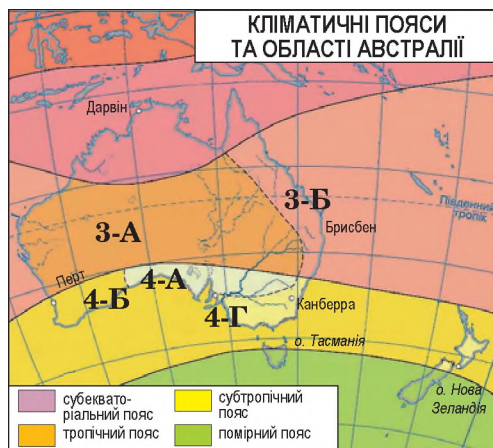 КЛІМАТИЧНІ ПОЯСИ
ТА ОБЛАСТІ АВСТРАЛІЇ
Дарвін
3-Б
Південний
тропік
3-А
Брисбен
Перт
4-А
4-Б
4-Г
Канберра
о. Тасманія
о. Нова
Зеландія
субеквато-
ріальний пояс
субтропічний
пояс
тропічний пояс
помірний пояс